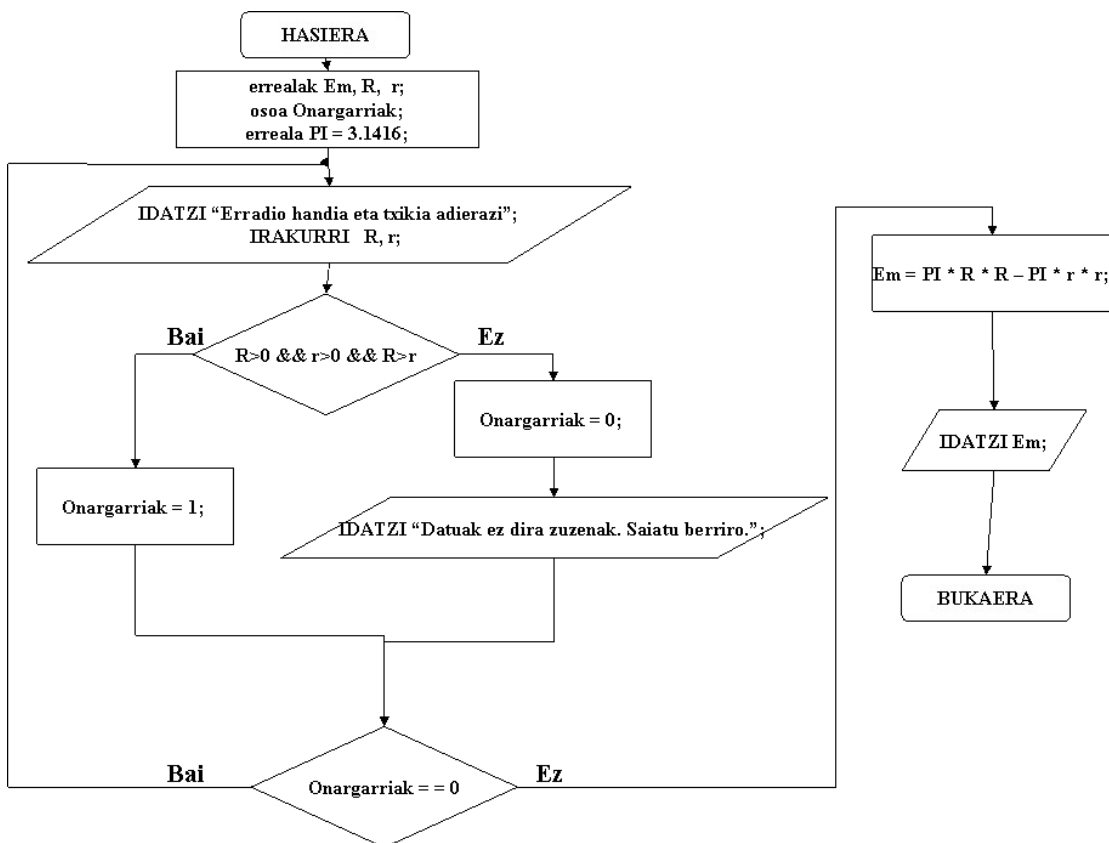 HASIERA
errealak Em, R, r;
osoa Onargarriak;
erreala PI = 3.1416;
IDATZI “Erradio handia eta txikia adierazi”;
IRAKURRI R, r;
Bai
Ez
R>0 && r>0 && R>r
Onargarriak = 0;
Onargarriak = 1;
IDATZI “Datuak ez dira zuzenak. Saiatu berriro.”;
Bai
Ez
Onargarriak = = 0
Em = PI * R * R – PI * r * r;
IDATZI Em;
BUKAERA